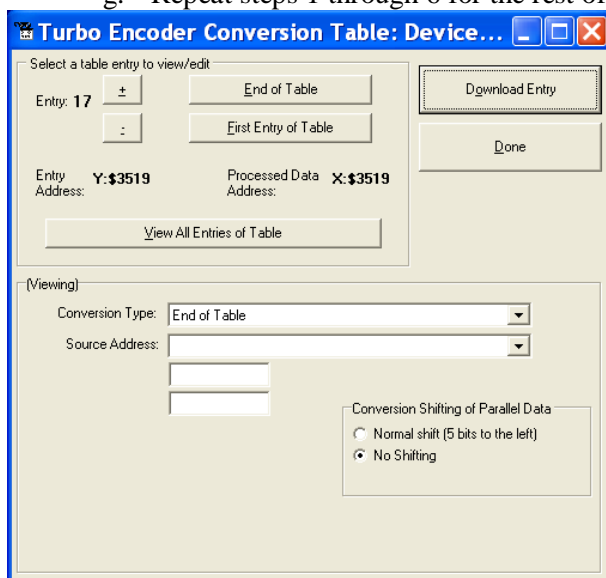 g. Repeat steps 1 through 6 for the rest of
Turbo Encoder Conversion Table: Device...
Select a table entry to view/edit
Entry: 17
+
End of Table
Download Entry
-
First Entry of Table
Done
Entry Address: Y:$3519
Processed Data Address: X:$3519
View All Entries of Table
(Viewing)
Conversion Type: End of Table
Source Address:
Conversion Shifting of Parallel Data
Normal shift (5 bits to the left)
No Shifting